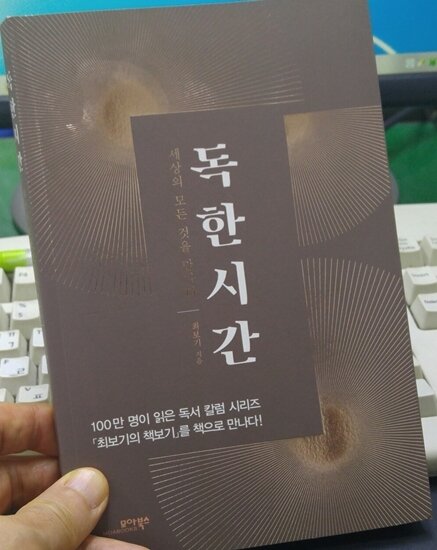 독한시간
세상의 모든 것을
최보기 지음
100만 명이 읽은 독서 칼럼 시리즈
「최보기의 책보기」를 책으로 만나다!
모아북스
MOABOOKS